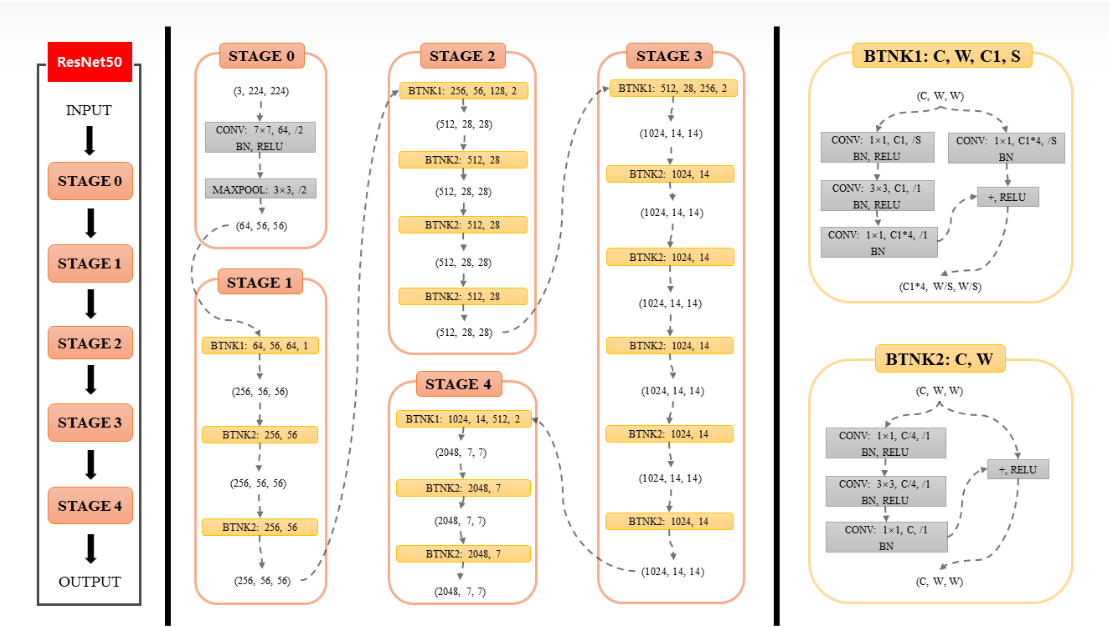 ResNet50
INPUT
STAGE 0
STAGE 1
STAGE 2
STAGE 3
STAGE 4
OUTPUT
STAGE 0
(3, 224, 224)
CONV: 7×7, 64, /2
BN, RELU
MAXPOOL: 3×3, /2
(64, 56, 56)
STAGE 1
BTNK1: 64, 56, 64, 1
(256, 56, 56)
BTNK2: 256, 56
(256, 56, 56)
BTNK2: 256, 56
(256, 56, 56)
STAGE 2
BTNK1: 256, 56, 128, 2
(512, 28, 28)
BTNK2: 512, 28
(512, 28, 28)
BTNK2: 512, 28
(512, 28, 28)
BTNK2: 512, 28
(512, 28, 28)
STAGE 3
BTNK1: 512, 28, 256, 2
(1024, 14, 14)
BTNK2: 1024, 14
(1024, 14, 14)
BTNK2: 1024, 14
(1024, 14, 14)
BTNK2: 1024, 14
(1024, 14, 14)
BTNK2: 1024, 14
(1024, 14, 14)
BTNK2: 1024, 14
(1024, 14, 14)
STAGE 4
BTNK1: 1024, 14, 512, 2
(2048, 7, 7)
BTNK2: 2048, 7
(2048, 7, 7)
BTNK2: 2048, 7
(2048, 7, 7)
BTNK1: C, W, C1, S
(C, W, W)
CONV: 1×1, C1, /S
BN, RELU
CONV: 3×3, C1, /1
BN, RELU
CONV: 1×1, C1*4, /1
BN
CONV: 1×1, C1*4, /S
BN
+, RELU
(C1*4, W/S, W/S)
BTNK2: C, W
(C, W, W)
CONV: 1×1, C/4, /1
BN, RELU
CONV: 3×3, C/4, /1
BN, RELU
CONV: 1×1, C, /1
BN
+, RELU
(C, W, W)